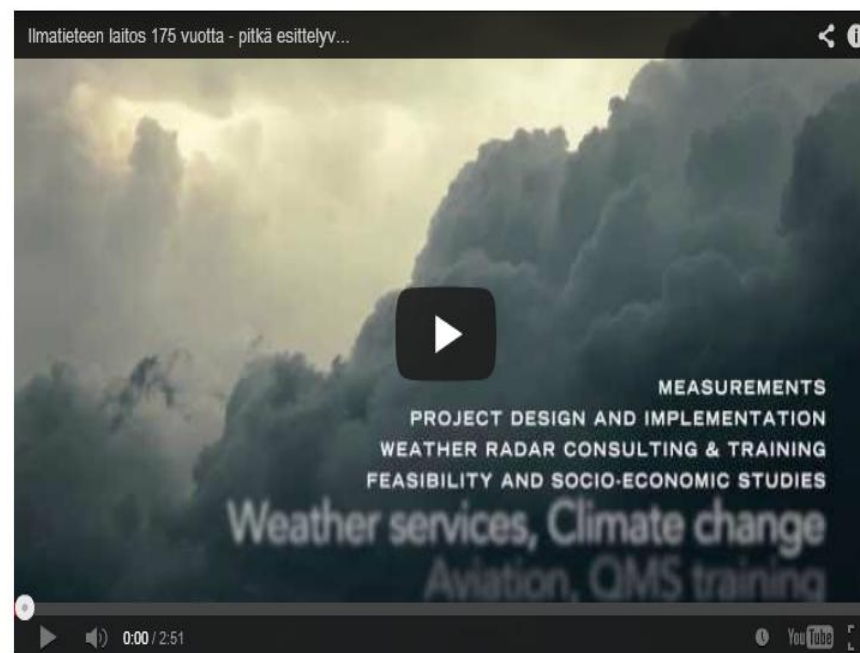 Ilmatieteen laitos 175 vuotta - pitkä esittelyv...
MEASUREMENTS
PROJECT DESIGN AND IMPLEMENTATION
WEATHER RADAR CONSULTING & TRAINING
FEASIBILITY AND SOCIO-ECONOMIC STUDIES
Weather services, Climate change
Aviation, QMS training
0:00 / 2:51
YouTube